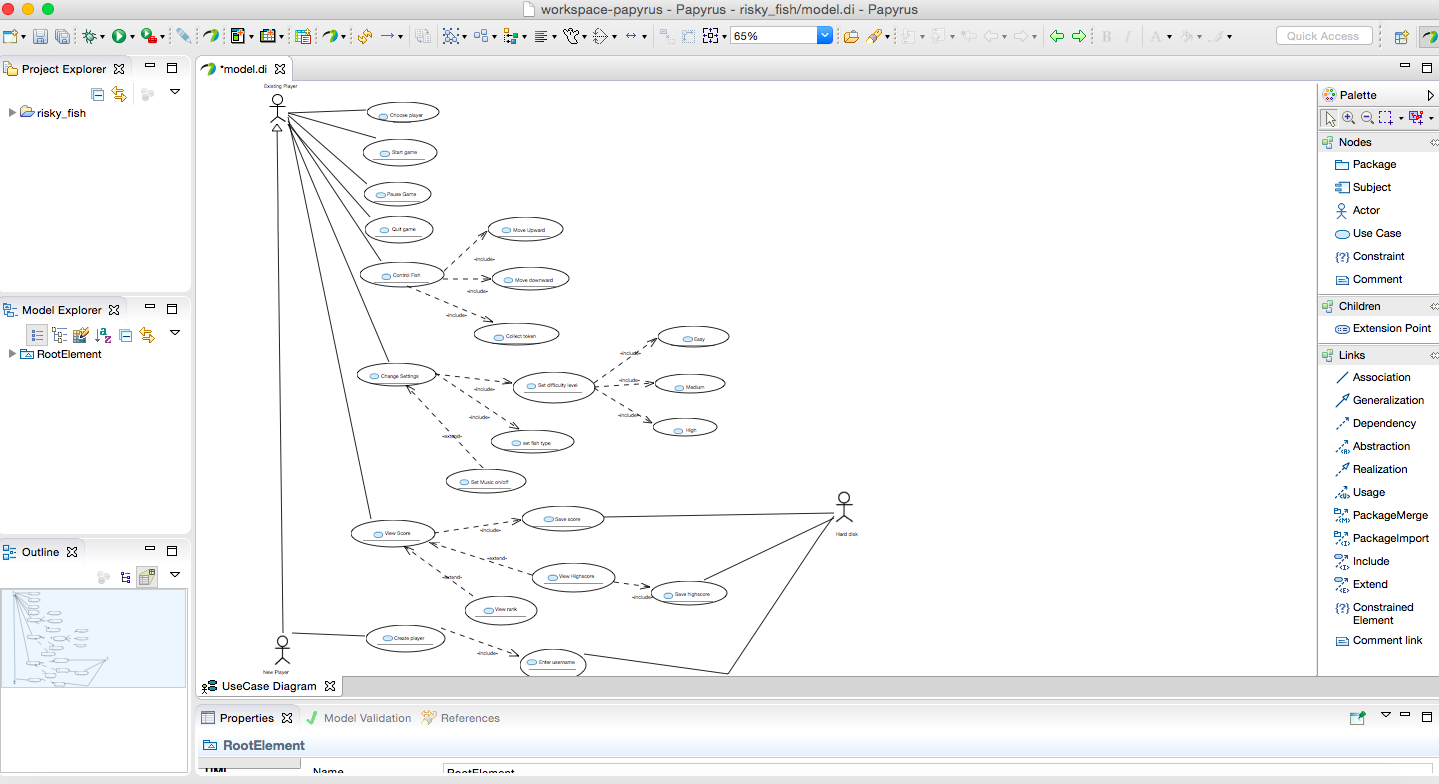 workspace-papyrus - Papyrus - risky_fish/model.di - Papyrus
65%
Quick Access
Project Explorer
risky_fish
Model Explorer
RootElement
Outline
*model.di
Existing Player
Choose player
Start game
Pause Game
Quit game
Move Upward
«include»
Control Fish
Move downward
«include»
«include»
Collect token
Easy
«include»
Change Settings
Set difficulty level
«include»
Medium
«include»
«include»
«include»
High
«extend»
set fish type
Set Music on/off
Save score
View Score
«include»
Hard disk
«extend»
«extend»
View Highscore
Save highscore
«include»
View rank
Create player
«include»
Enter username
New Player
UseCase Diagram
Palette
Nodes
Package
Subject
Actor
Use Case
Constraint
Comment
Children
Extension Point
Links
Association
Generalization
Dependency
Abstraction
Realization
Usage
PackageMerge
PackageImport
Include
Extend
Constrained
Element
Comment link
Properties
Model Validation
References
RootElement
UML
Name
RootElement